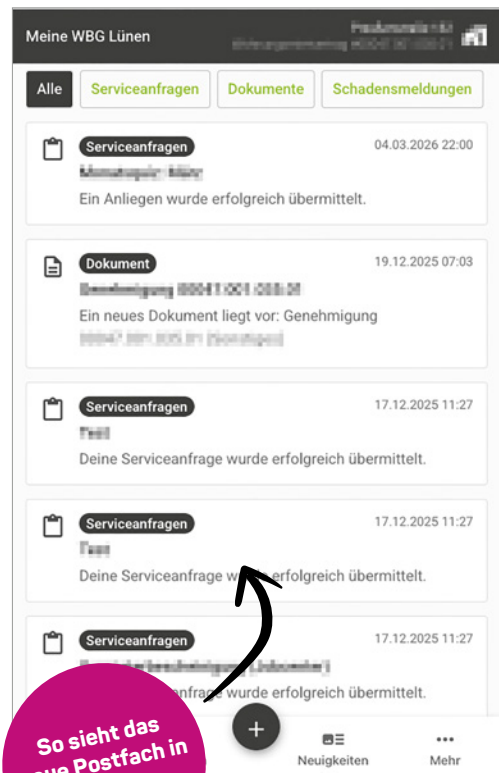 Meine WBG Lünen
Alle
Serviceanfragen
Dokumente
Schadensmeldungen
Serviceanfragen
04.03.2026 22:00
Ein Anliegen wurde erfolgreich übermittelt.
Dokument
19.12.2025 07:03
Ein neues Dokument liegt vor: Genehmigung
Serviceanfragen
17.12.2025 11:27
Deine Serviceanfrage wurde erfolgreich übermittelt.
Serviceanfragen
17.12.2025 11:27
Deine Serviceanfrage erfolgreich übermittelt.
Serviceanfragen
17.12.2025 11:27
wurde erfolgreich übermittelt.
So sieht das
Postfach in
+
Neuigkeiten
Mehr